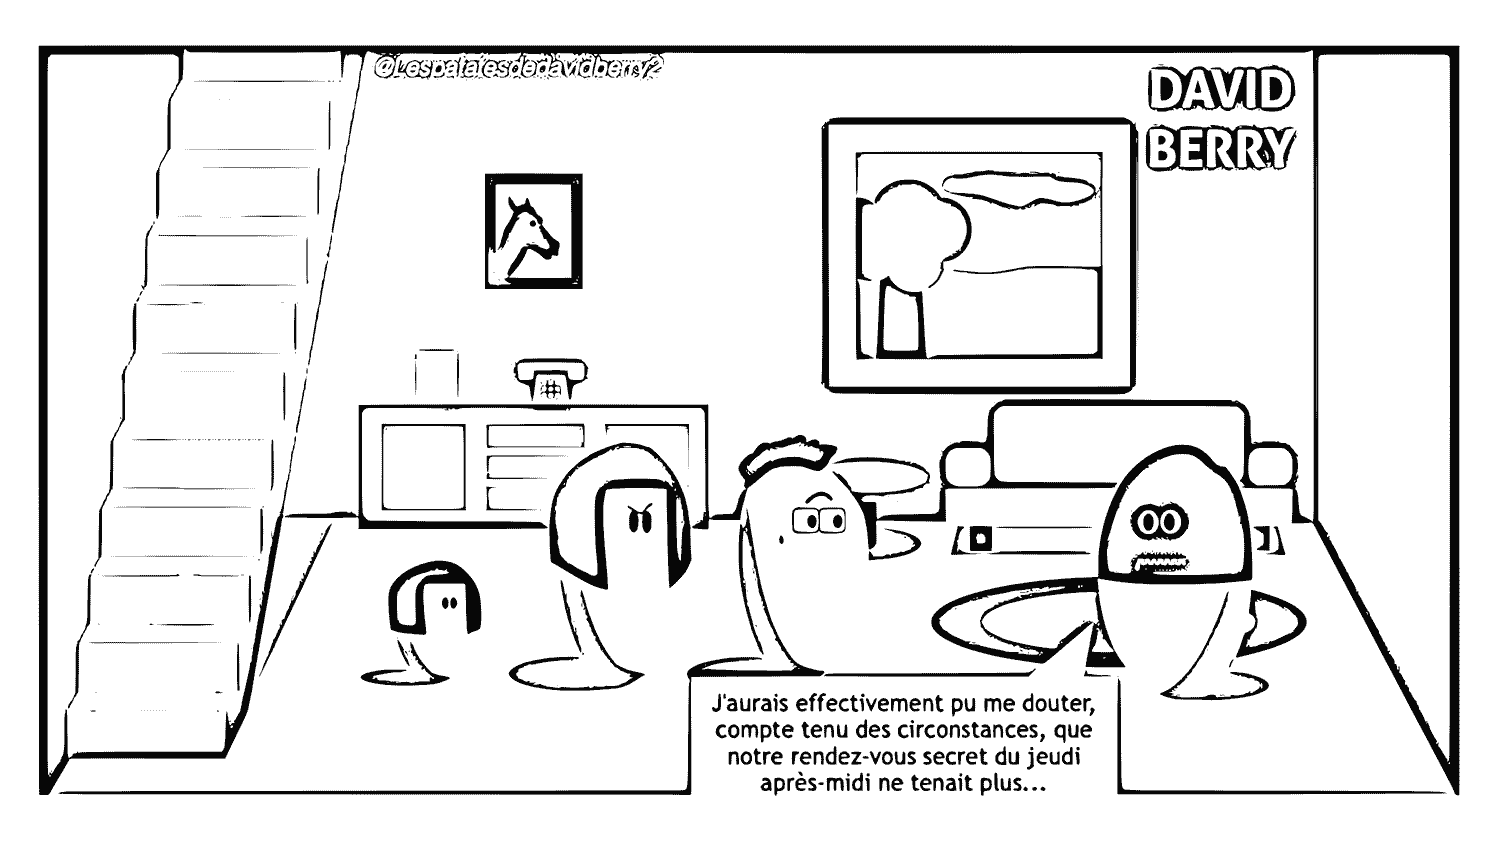 @Lespatatesdedavidberry2
DAVID
BERRY
J'aurais effectivement pu me douter,
compte tenu des circonstances, que
notre rendez-vous secret du jeudi
après-midi ne tenait plus...